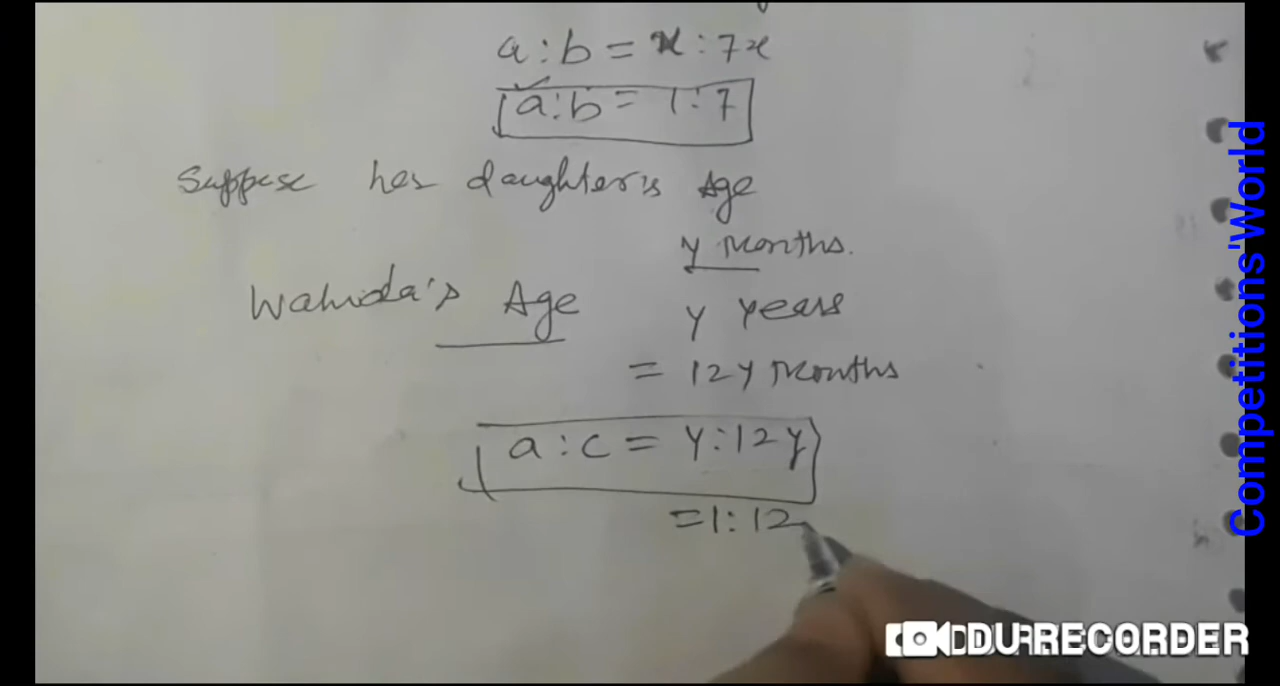 a : b = x : 7x
a : b = 1 : 7
Suppose her daughter's Age
y months.
Wahida's Age y years
= 12y months
a : c = y : 12y
= 1 : 12
Competitions'World
DU RECORDER